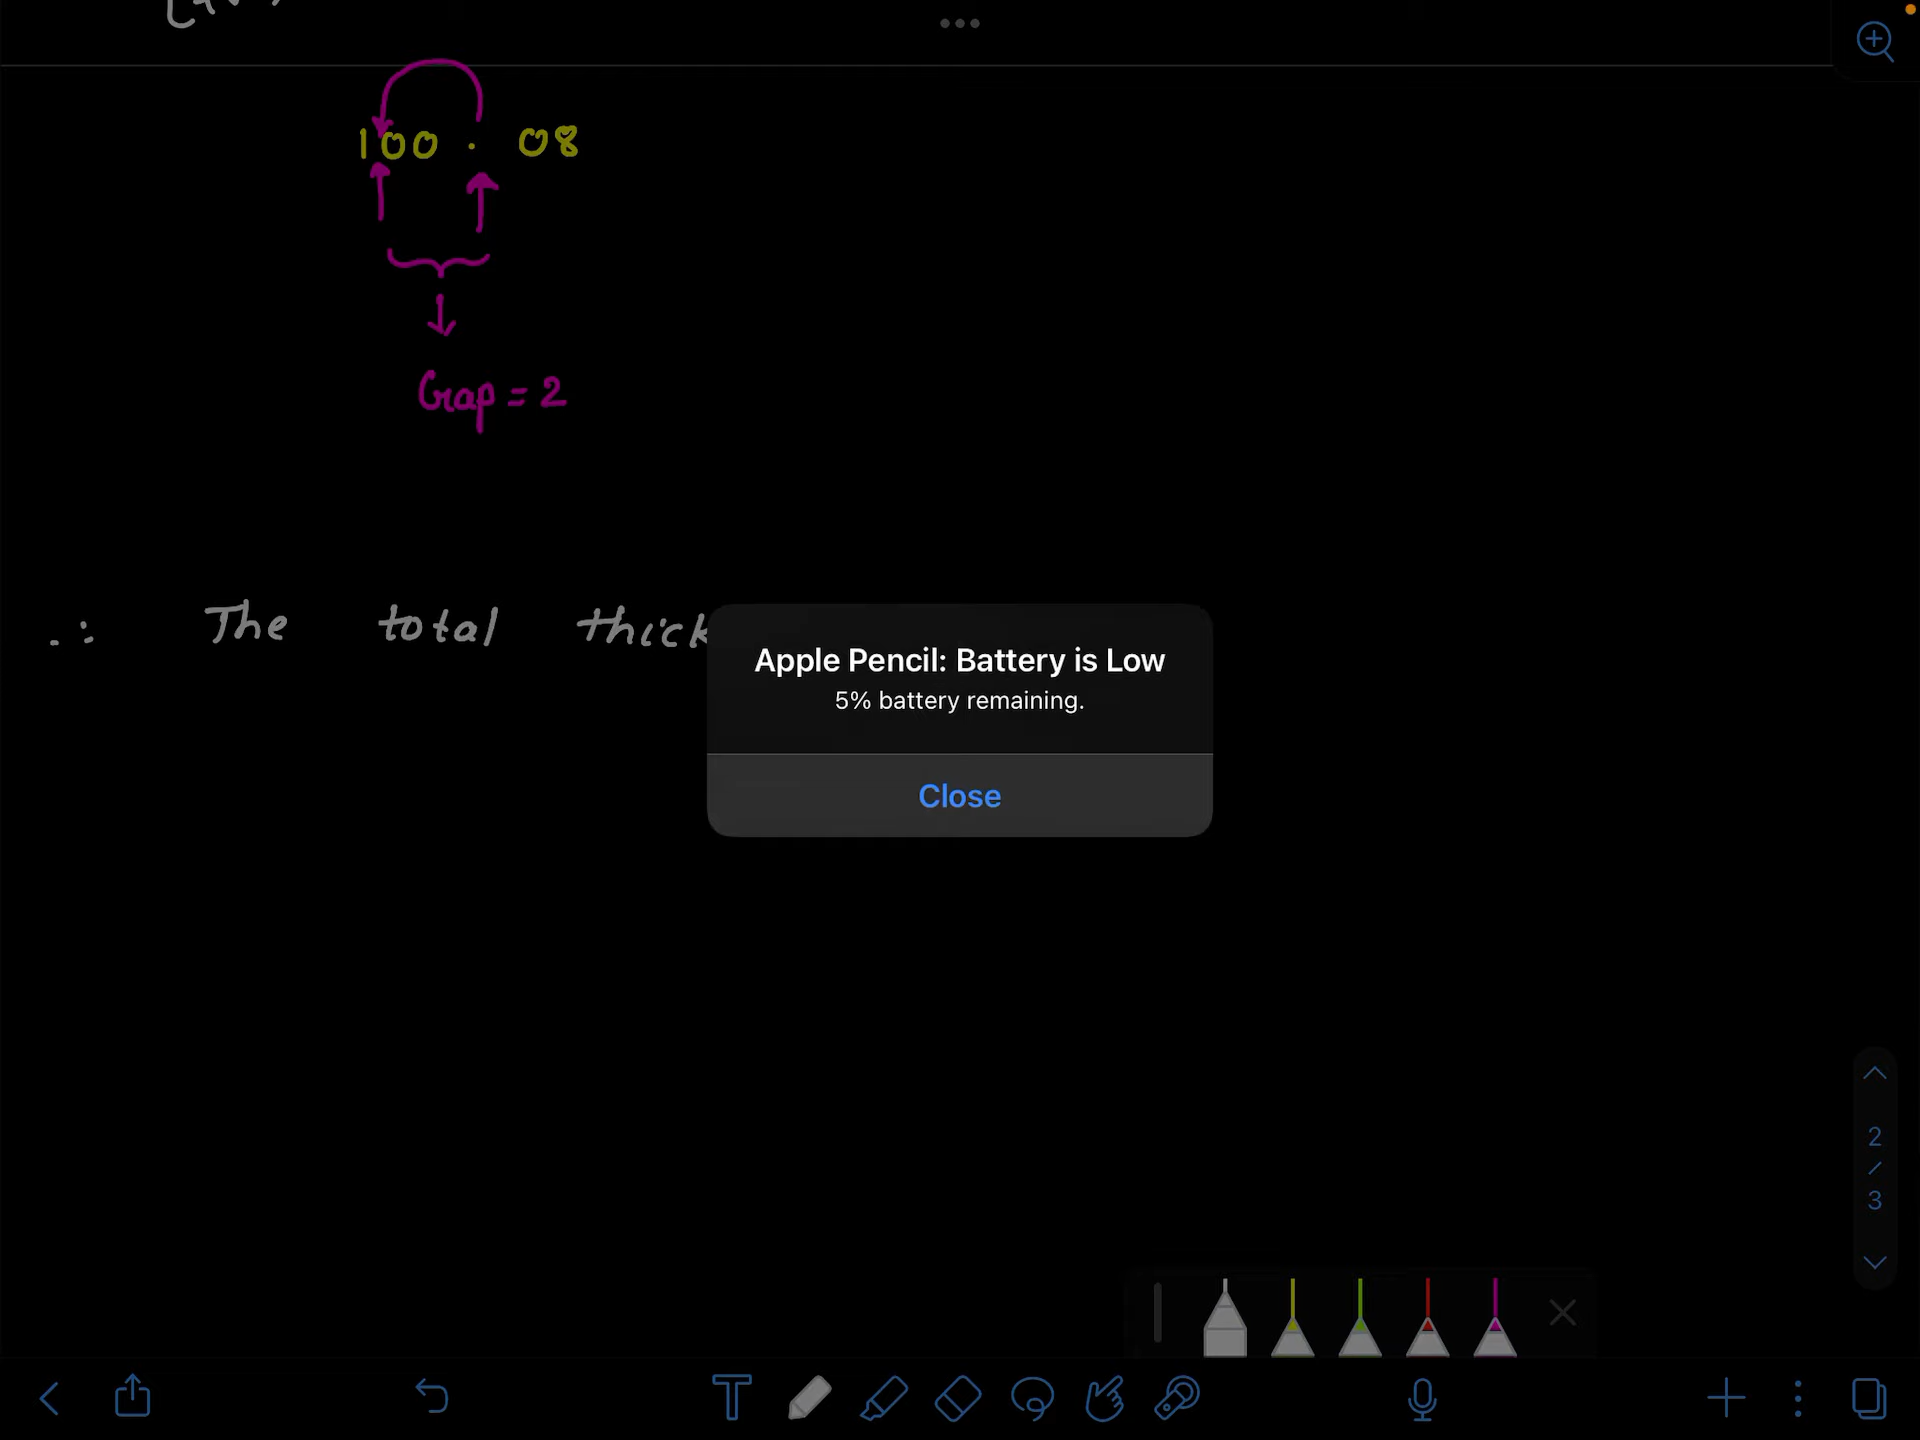 100 . 08
Gap = 2
∴ The total thick
Apple Pencil: Battery is Low
5% battery remaining.
Close
2
/
3